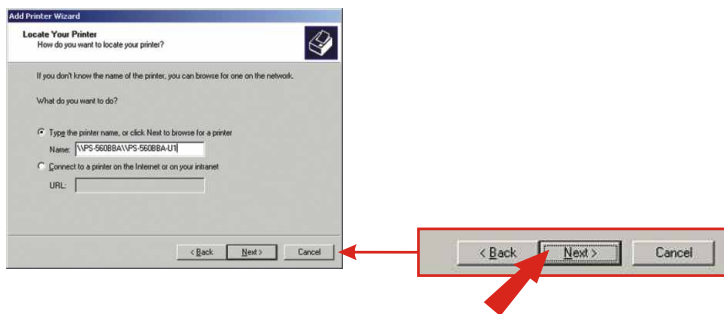 Add Printer Wizard
Locate Your Printer
How do you want to locate your printer?
If you don't know the name of the printer, you can browse for one on the network.
What do you want to do?
Type the printer name, or click Next to browse for a printer
Name: \\PS-560BBA\\PS-560BBA-U1
Connect to a printer on the Internet or on your intranet
URL:
< Back Next > Cancel
< Back Next > Cancel